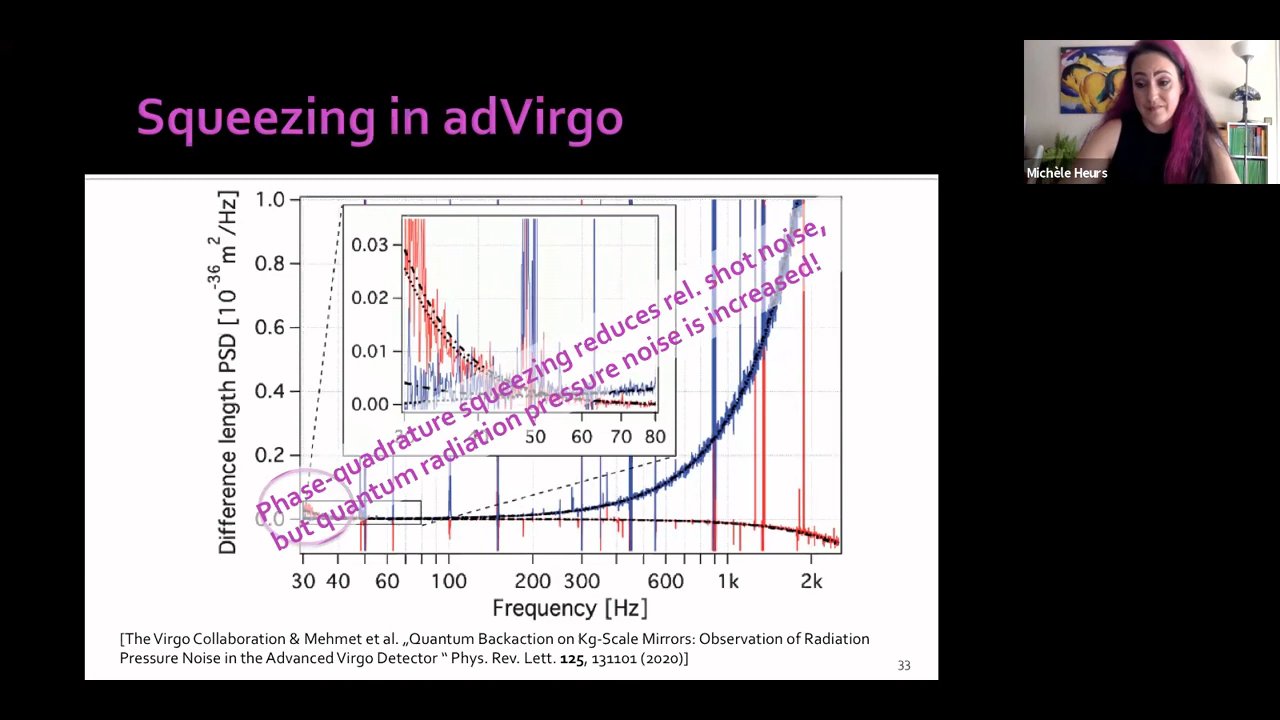 Squeezing in adVirgo
Michèle Heurs
Difference length PSD [10⁻³⁶ m²/Hz]
1.0
0.8
0.6
0.4
0.2
0.0
0.03
0.02
0.01
0.00
50 60 70 80
Phase-quadrature squeezing reduces rel. shot noise,
but quantum radiation pressure noise is increased!
30 40 60 100 200 300 600 1k 2k
Frequency [Hz]
[The Virgo Collaboration & Mehmet et al. „Quantum Backaction on Kg-Scale Mirrors: Observation of Radiation
Pressure Noise in the Advanced Virgo Detector “ Phys. Rev. Lett. 125, 131101 (2020)]
33